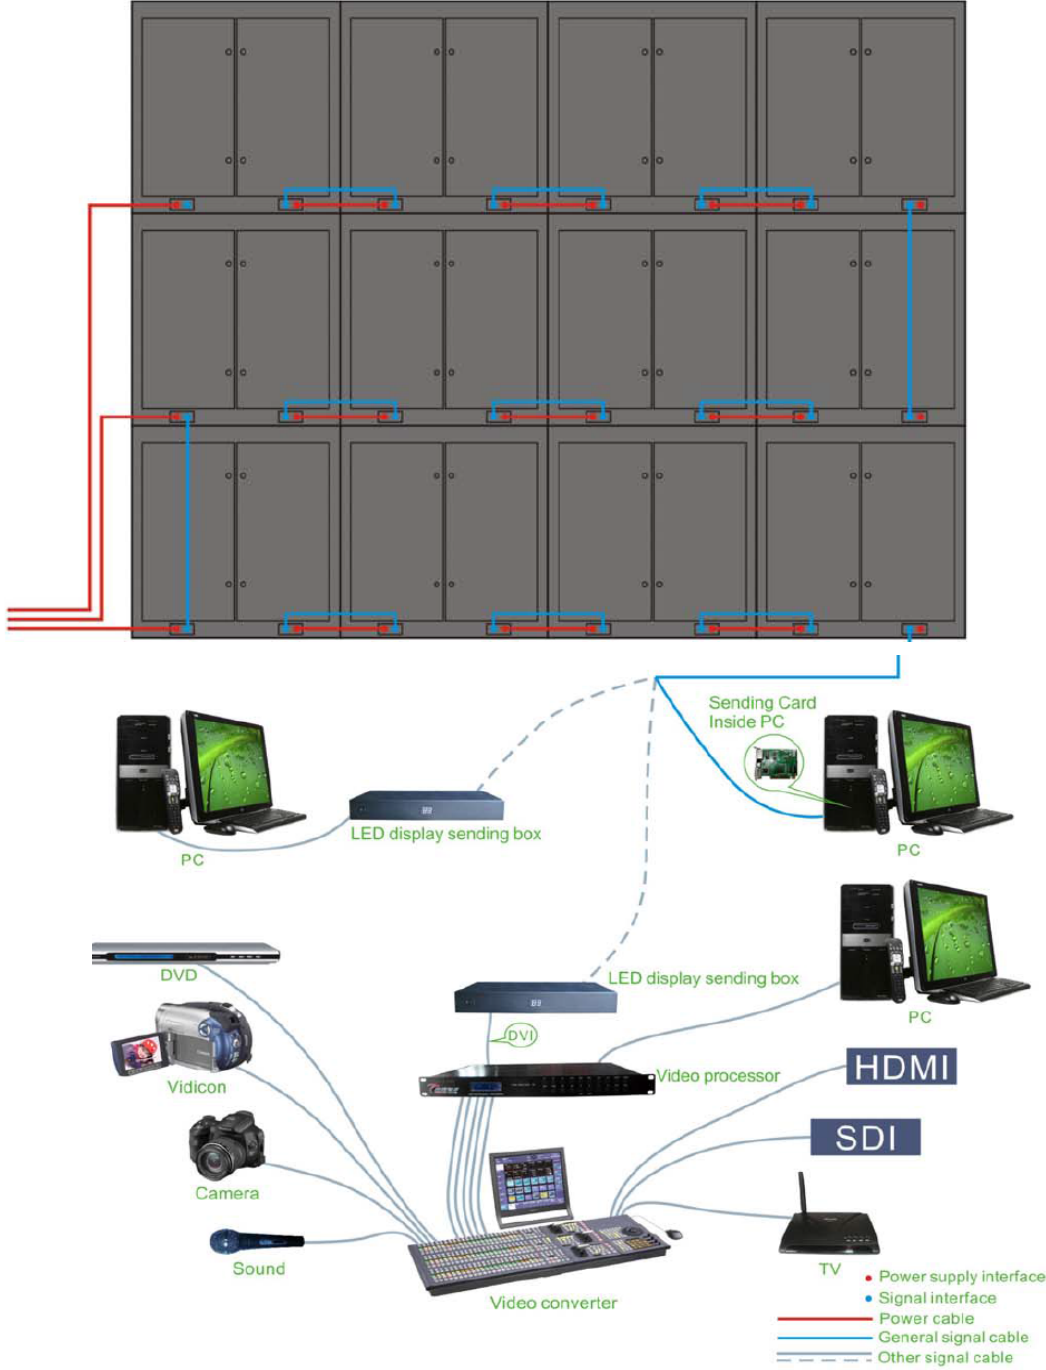 Sending Card
Inside PC
LED display sending box
PC
PC
DVD
LED display sending box
PC
DVI
Vidicon
Video processor
HDMI
SDI
Camera
Sound
TV
Video converter
Power supply interface
Signal interface
Power cable
General signal cable
Other signal cable